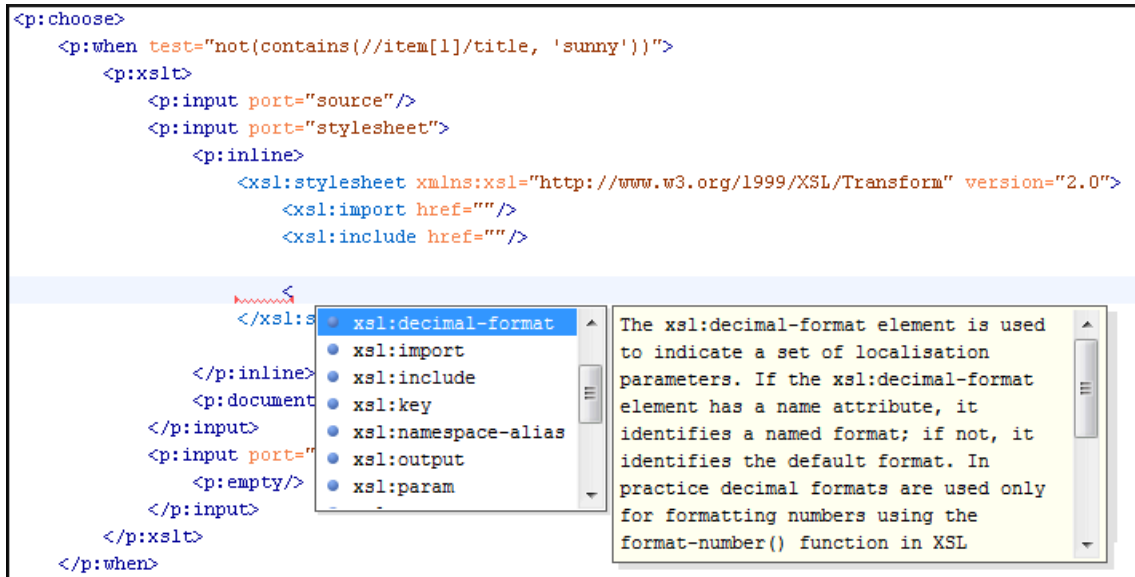 <p:choose>
<p:when test="not(contains(//item[1]/title, 'sunny'))">
<p:xslt>
<p:input port="source"/>
<p:input port="stylesheet">
<p:inline>
<xsl:stylesheet xmlns:xsl="http://www.w3.org/1999/XSL/Transform" version="2.0">
<xsl:import href=""/>
<xsl:include href=""/>
<
</xsl:s
xsl:decimal-format
xsl:import
xsl:include
xsl:key
xsl:namespace-alias
xsl:output
xsl:param
The xsl:decimal-format element is used
to indicate a set of localisation
parameters. If the xsl:decimal-format
element has a name attribute, it
identifies a named format; if not, it
identifies the default format. In
practice decimal formats are used only
for formatting numbers using the
format-number() function in XSL
</p:inline>
<p:document
</p:input>
<p:input port="
<p:empty/>
</p:input>
</p:xslt>
</p:when>